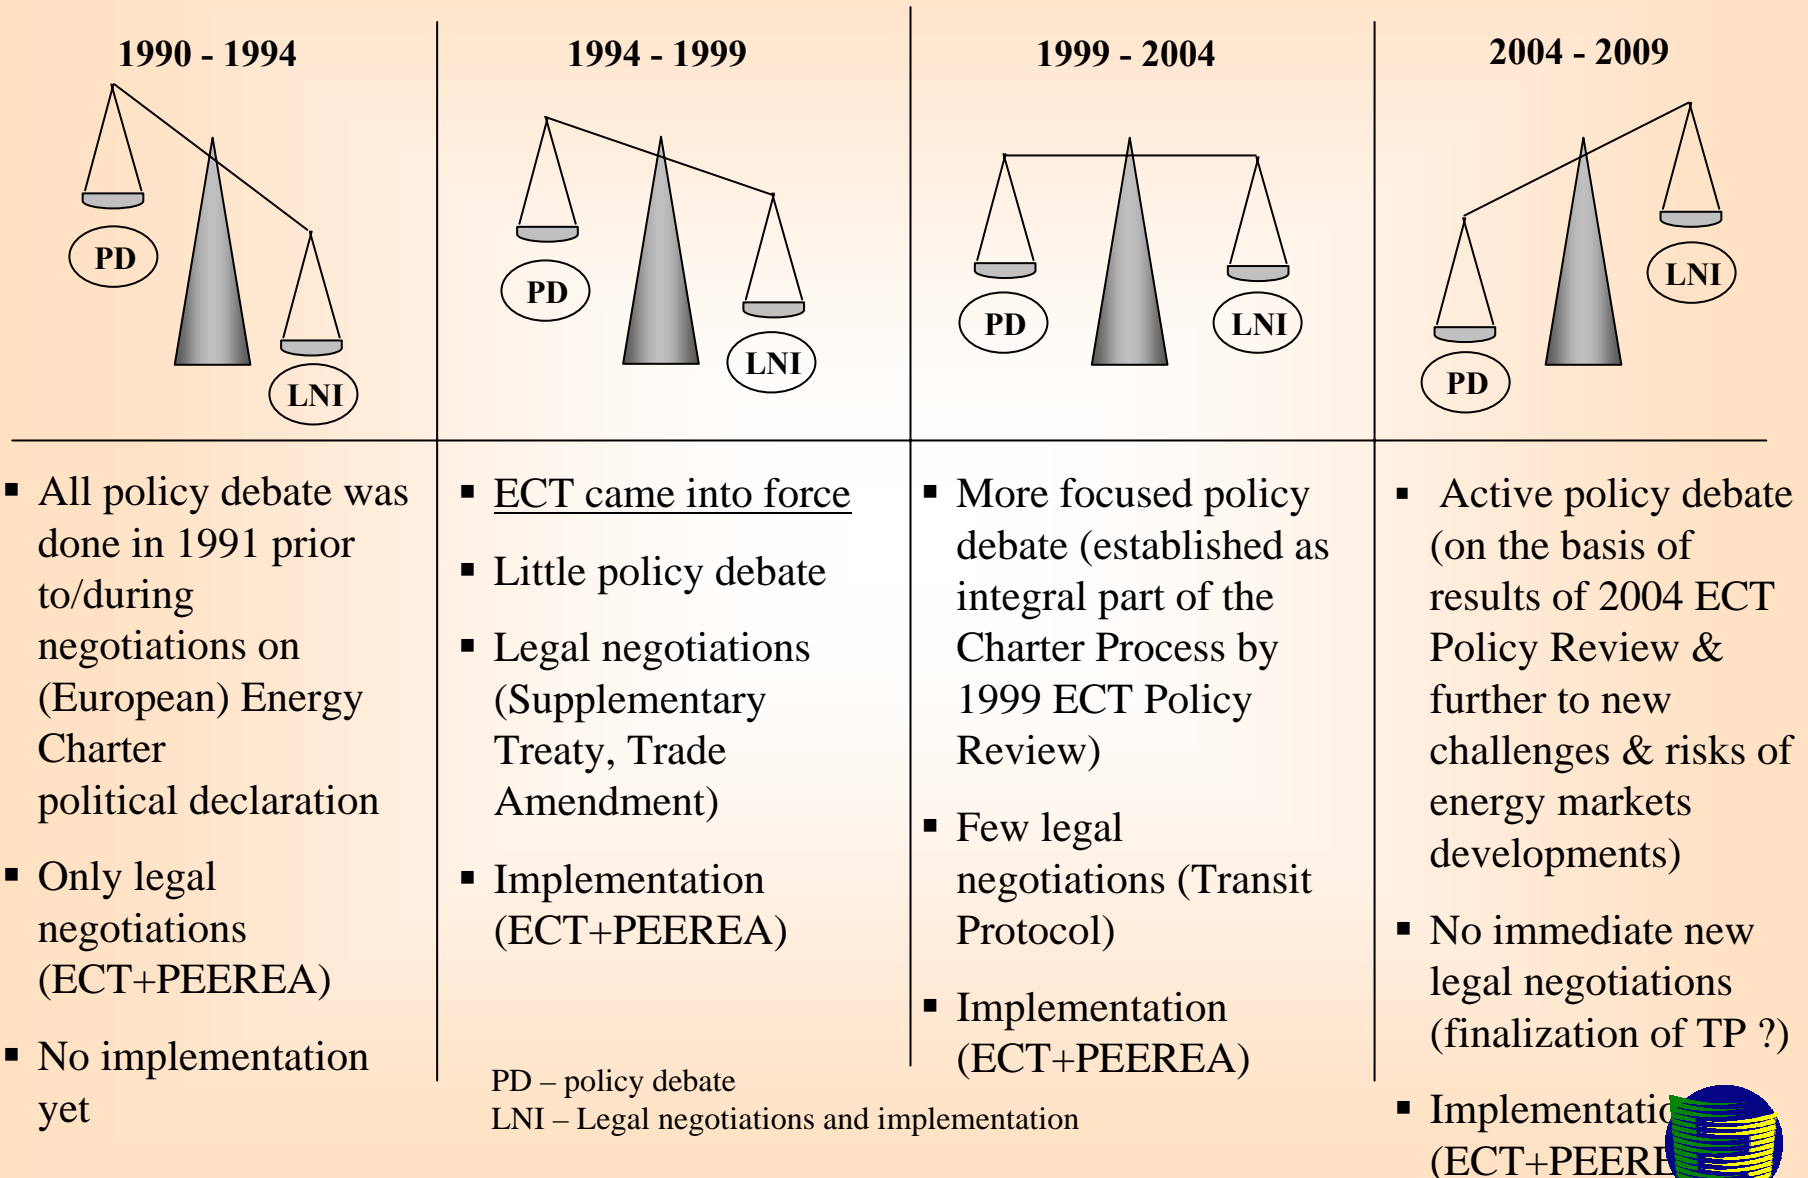 1990 - 1994
PD
LNI
▪ All policy debate was
done in 1991 prior
to/during
negotiations on
(European) Energy
Charter
political declaration
▪ Only legal
negotiations
(ECT+PEEREA)
▪ No implementation
yet
1994 - 1999
PD
LNI
▪ ECT came into force
▪ Little policy debate
▪ Legal negotiations
(Supplementary
Treaty, Trade
Amendment)
▪ Implementation
(ECT+PEEREA)
1999 - 2004
PD
LNI
▪ More focused policy
debate (established as
integral part of the
Charter Process by
1999 ECT Policy
Review)
▪ Few legal
negotiations (Transit
Protocol)
▪ Implementation
(ECT+PEEREA)
2004 - 2009
LNI
PD
▪ Active policy debate
(on the basis of
results of 2004 ECT
Policy Review &
further to new
challenges & risks of
energy markets
developments)
▪ No immediate new
legal negotiations
(finalization of TP ?)
▪
PD – policy debate
LNI – Legal negotiations and implementation